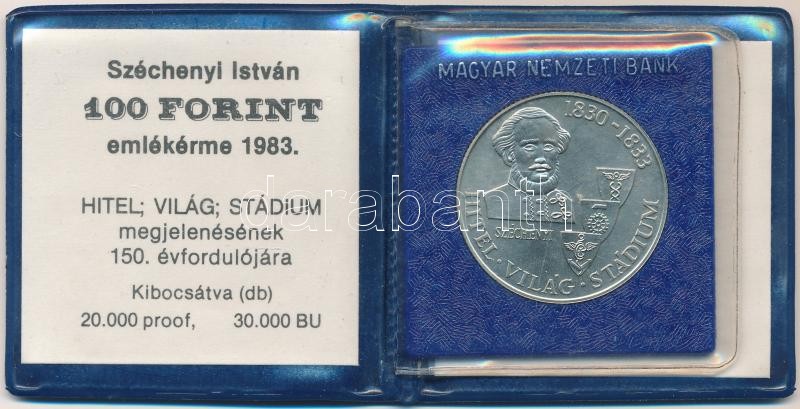 Széchenyi István
100 FORINT
emlékérme 1983.
HITEL; VILÁG; STÁDIUM
megjelenésének
150. évfordulójára
Kibocsátva (db)
20.000 proof, 30.000 BU
MAGYAR NEMZETI BANK
1830-1833
SZÉCHENYI
HITEL · VILÁG · STÁDIUM
darabanth